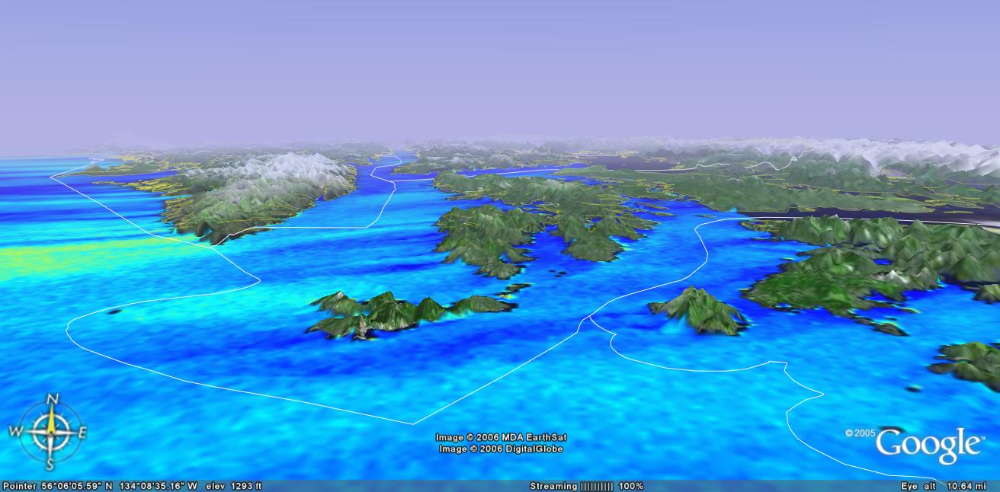 N
W E
S
Image © 2006 MDA EarthSat
Image © 2006 DigitalGlobe
© 2005 Google™
Pointer 56°06'05.59" N 134°08'35.16" W elev 1293 ft Streaming |||||||||| 100% Eye alt 10.64 mi